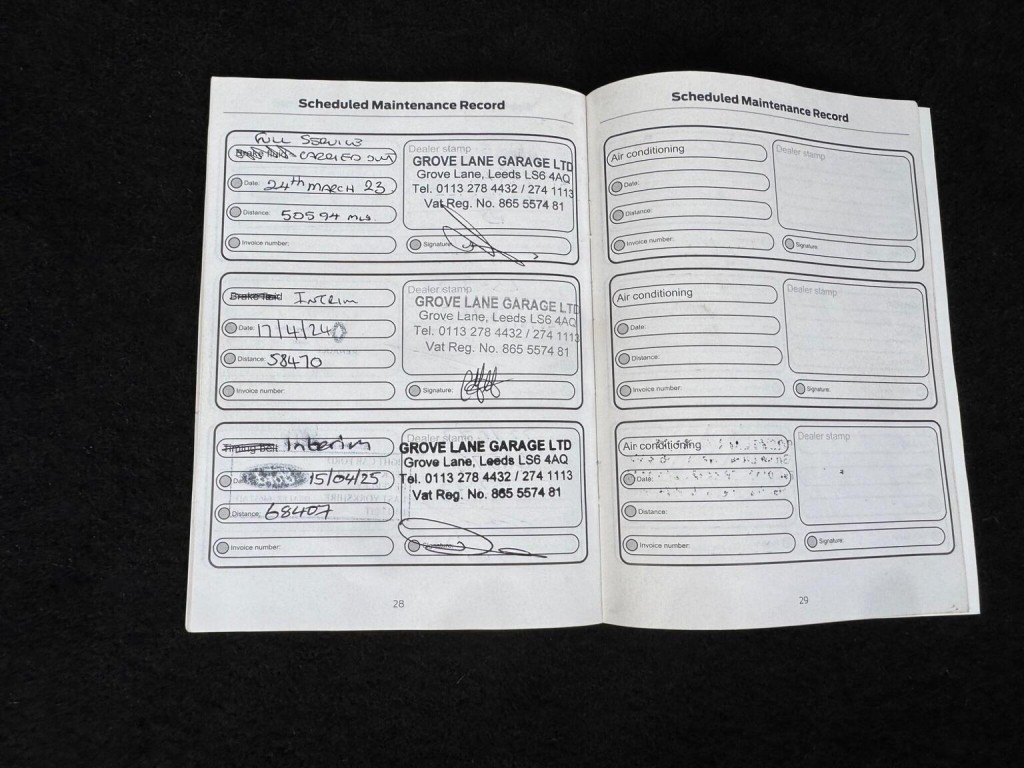 Scheduled Maintenance Record
FULL SERVICE
Brake fluid CARRIED OUT
Date: 24th MARCH 23
Distance: 50594 mls.
Invoice number:
Dealer stamp
GROVE LANE GARAGE LTD
Grove Lane, Leeds LS6 4AQ
Tel. 0113 278 4432 / 274 1113
Vat Reg. No. 865 5574 81
Signature:
Brake fluid INTERIM
Date: 17/4/24
Distance: 58470
Invoice number:
Dealer stamp
GROVE LANE GARAGE LTD
Grove Lane, Leeds LS6 4AQ
Tel. 0113 278 4432 / 274 1113
Vat Reg. No. 865 5574 81
Signature:
Timing Belt Interim
Date: 15/04/25
Distance: 68407
Invoice number:
Dealer stamp
GROVE LANE GARAGE LTD
Grove Lane, Leeds LS6 4AQ
Tel. 0113 278 4432 / 274 1113
Vat Reg. No. 865 5574 81
Signature:
28
Scheduled Maintenance Record
Air conditioning
Date:
Distance:
Invoice number:
Dealer stamp
Signature:
Air conditioning
Date:
Distance:
Invoice number:
Dealer stamp
Signature:
Air conditioning
Date:
Distance:
Invoice number:
Dealer stamp
Signature:
29